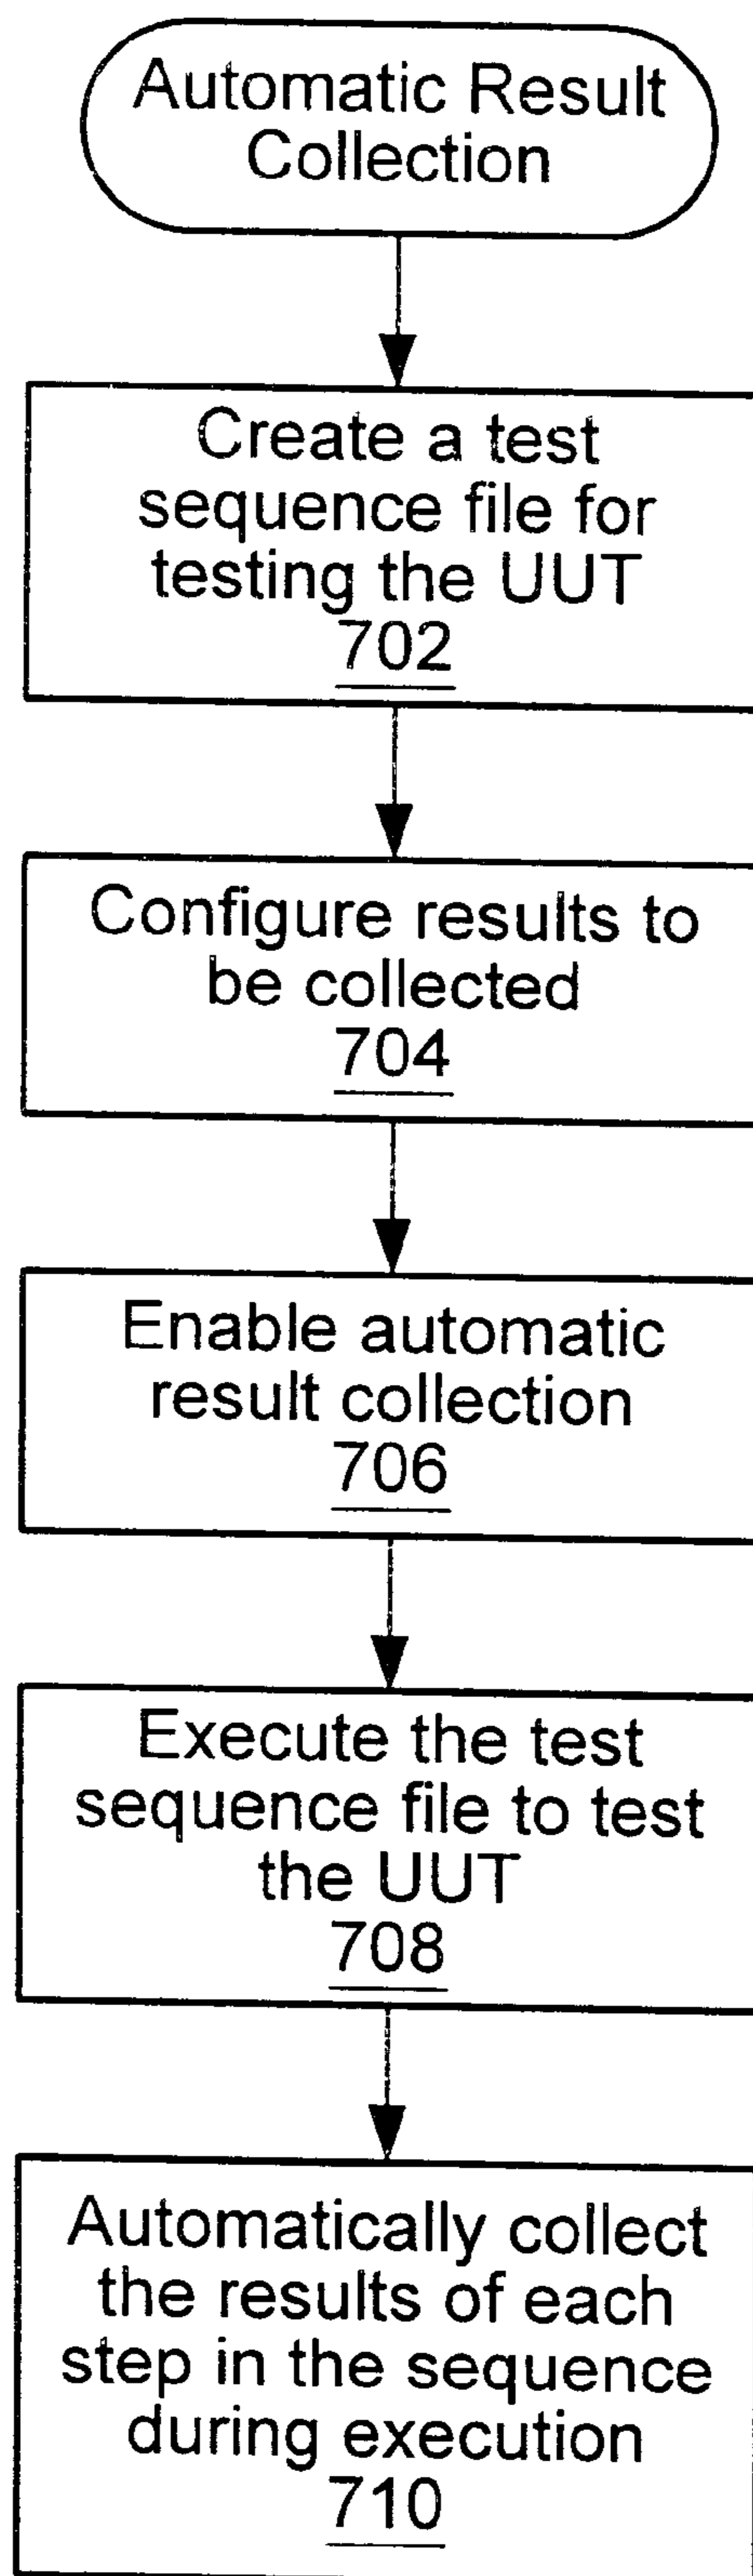 Automatic Result
Collection
Create a test
sequence file for
testing the UUT
702
Configure results to
be collected
704
Enable automatic
result collection
706
Execute the test
sequence file to test
the UUT
708
Automatically collect
the results of each
step in the sequence
during execution
710